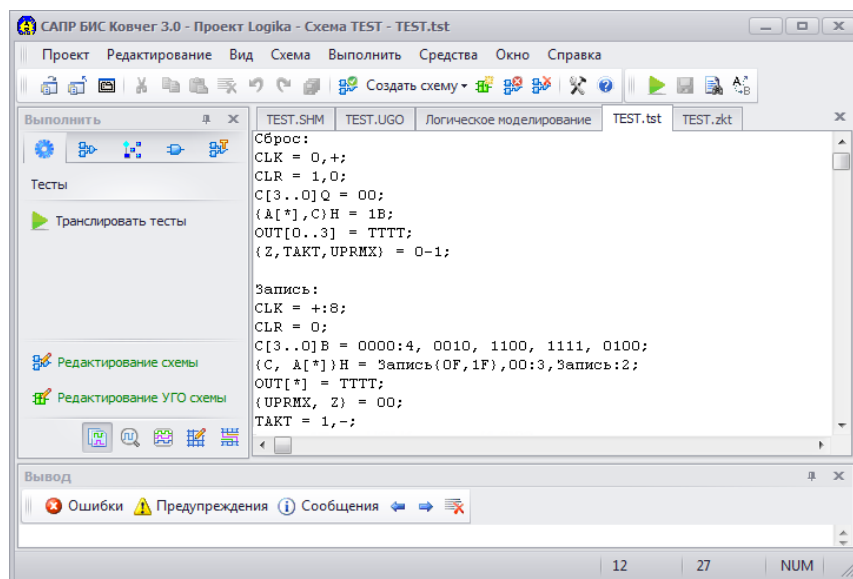 САПР БИС Ковчег 3.0 - Проект Logika - Схема TEST - TEST.tst
Проект Редактирование Вид Схема Выполнить Средства Окно Справка
Создать схему
Выполнить
Тесты
Транслировать тесты
Редактирование схемы
Редактирование УГО схемы
TEST.SHM TEST.UGO Логическое моделирование TEST.tst TEST.zkt
Сброс:
CLK = 0,+;
CLR = 1,0;
C[3..0]Q = 00;
{A[*],C}H = 1B;
OUT[0..3] = TTTT;
{Z,TAKT,UPRMX} = 0-1;
Запись:
CLK = +:8;
CLR = 0;
C[3..0]B = 0000:4, 0010, 1100, 1111, 0100;
{C, A[*]}H = Запись{0F,1F},00:3,Запись:2;
OUT[*] = TTTT;
{UPRMX, Z} = 00;
TAKT = 1,-;
Вывод
Ошибки Предупреждения Сообщения
12 27 NUM